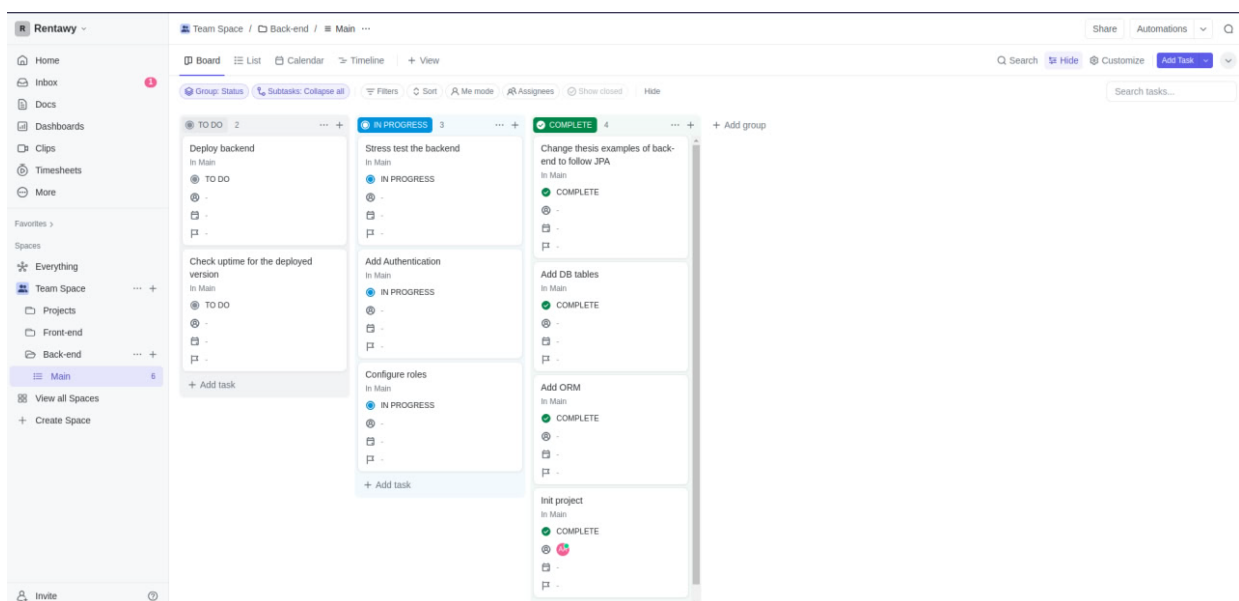 R Rentawy
Team Space / Back-end / Main ...
Share
Automations
Home
Inbox 1
Docs
Dashboards
Clips
Timesheets
More
Favorites
Spaces
Everything
Team Space
Projects
Front-end
Back-end
Main 6
View all Spaces
Create Space
Invite
Board List Calendar Timeline + View
Search Hide Customize Add Task
Group: Status Subtasks: Collapse all Filters Sort Me mode Assignees Show closed Hide
Search tasks...
TO DO 2
Deploy backend
In Main
TO DO
-
-
-
Check uptime for the deployed
version
In Main
TO DO
-
-
-
+ Add task
IN PROGRESS 3
Stress test the backend
In Main
IN PROGRESS
-
-
-
Add Authentication
In Main
IN PROGRESS
-
-
-
Configure roles
In Main
IN PROGRESS
-
-
-
+ Add task
COMPLETE 4
Change thesis examples of back-
end to follow JPA
In Main
COMPLETE
-
-
-
Add DB tables
In Main
COMPLETE
-
-
-
Add ORM
In Main
COMPLETE
-
-
-
Init project
In Main
COMPLETE
-
-
+ Add group